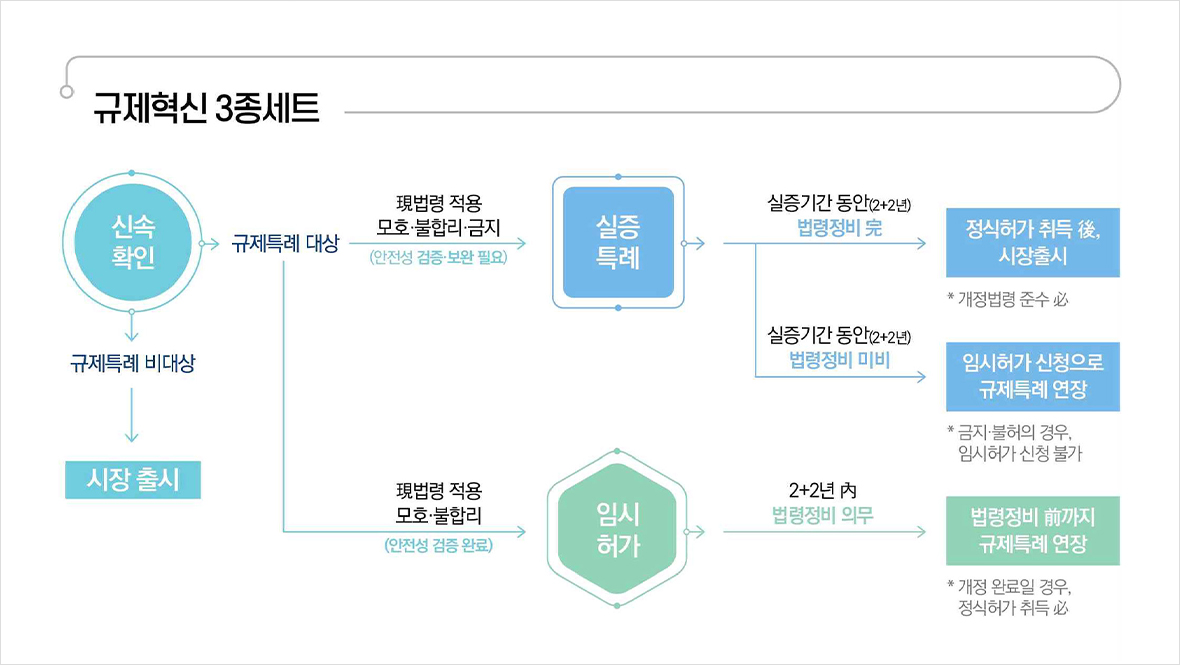 규제혁신 3종세트
신속
확인
규제특례 대상
現법령 적용
모호·불합리·금지
(안전성 검증·보완 필요)
실증
특례
실증기간 동안(2+2년)
법령정비 完
정식허가 취득 後,
시장출시
* 개정법령 준수 必
규제특례 비대상
시장 출시
실증기간 동안(2+2년)
법령정비 미비
임시허가 신청으로
규제특례 연장
* 금지·불허의 경우,
임시허가 신청 불가
現법령 적용
모호·불합리
(안전성 검증 완료)
임시
허가
2+2년 內
법령정비 의무
법령정비 前까지
규제특례 연장
* 개정 완료일 경우,
정식허가 취득 必